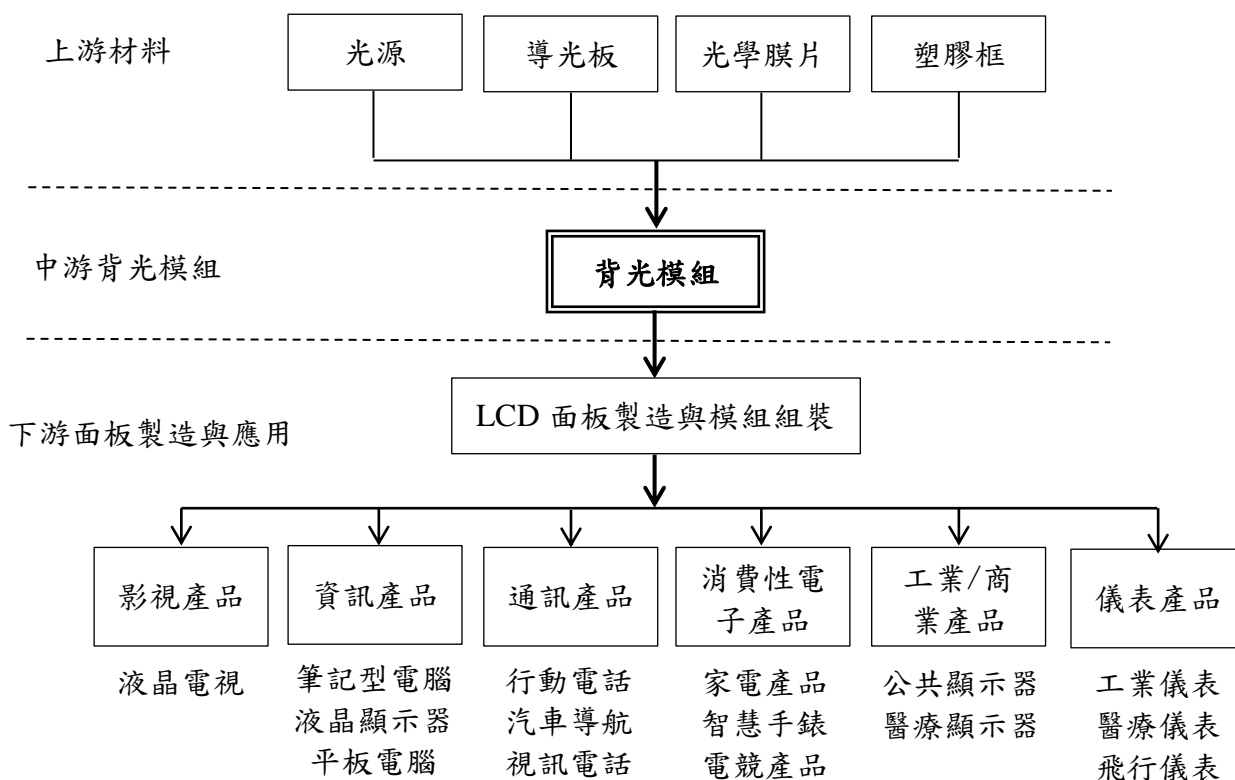 上游材料
光源
導光板
光學膜片
塑膠框
中游背光模組
背光模組
LCD 面板製造與模組組裝
下游面板製造與應用
影視產品
資訊產品
通訊產品
消費性電
子產品
工業/商
業產品
儀表產品
液晶電視
筆記型電腦
液晶顯示器
平板電腦
行動電話
汽車導航
視訊電話
家電產品
智慧手錶
電競產品
公共顯示器
醫療顯示器
工業儀表
醫療儀表
飛行儀表